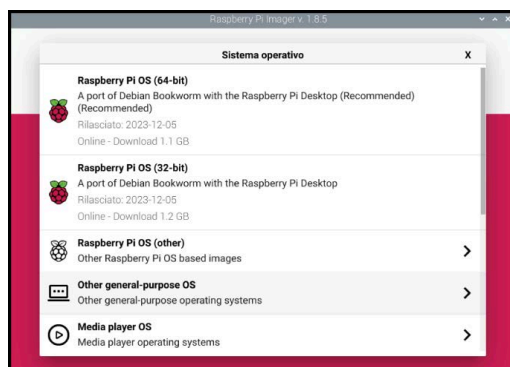 Raspberry Pi Imager v. 1.8.5
Sistema operativo
X
Raspberry Pi OS (64-bit)
A port of Debian Bookworm with the Raspberry Pi Desktop (Recommended)
(Recommended)
Rilasciato: 2023-12-05
Online - Download 1.1 GB
Raspberry Pi OS (32-bit)
A port of Debian Bookworm with the Raspberry Pi Desktop
Rilasciato: 2023-12-05
Online - Download 1.2 GB
Raspberry Pi OS (other)
Other Raspberry Pi OS based images
Other general-purpose OS
Other general-purpose operating systems
Media player OS
Media player operating systems